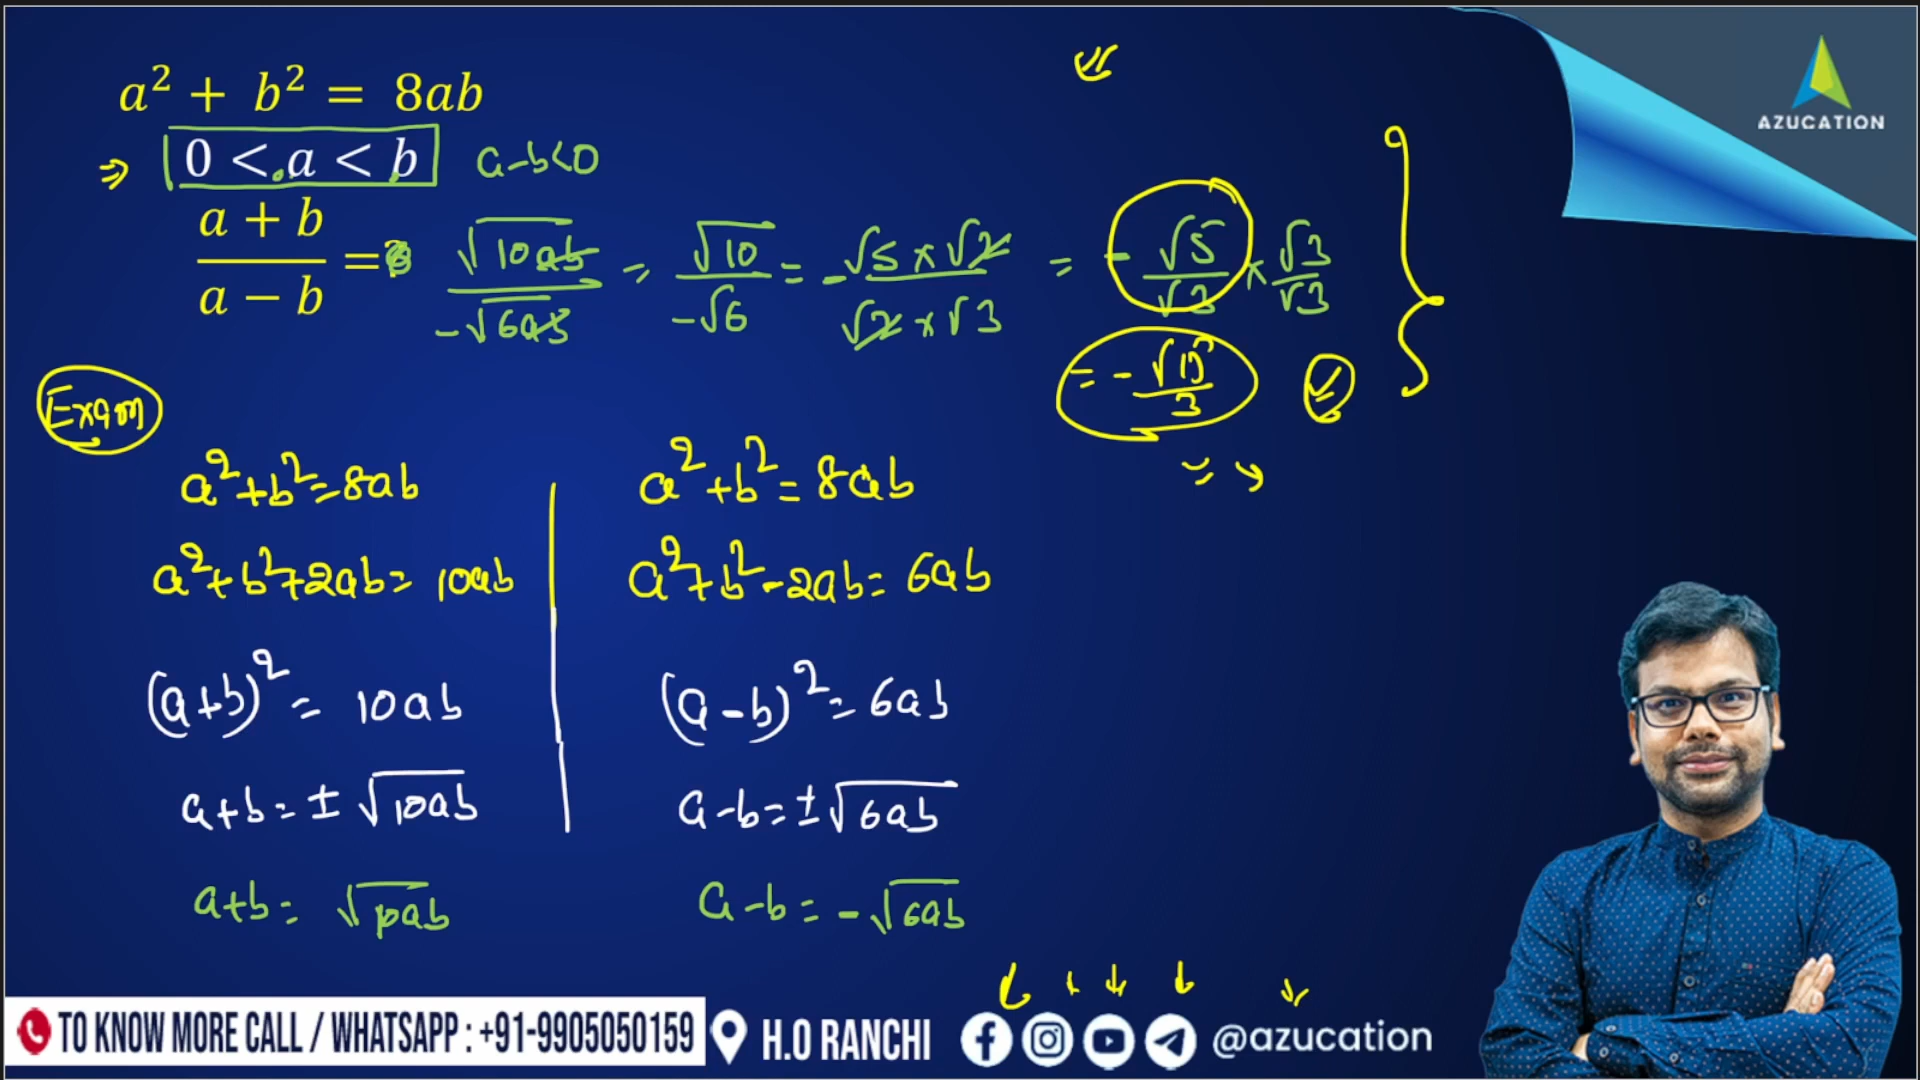 a² + b² = 8ab
AZUCATION
⇒ 0 < a < b a-b<0
(a + b)/(a − b) =? √10ab/-√6ab = √10/-√6 = -√5 × √2/√2 × √3 = -√5/√3 × √3/√3
= -√15/3
Exam
a²+b²=8ab
a²+b²+2ab= 10ab
(a+b)² = 10ab
a+b= ± √10ab
a+b= √10ab
a²+b²= 8ab
a²+b²-2ab= 6ab
(a-b)²= 6ab
a-b=±√6ab
a-b= -√6ab
TO KNOW MORE CALL / WHATSAPP : +91-9905050159 H.O RANCHI @azucation